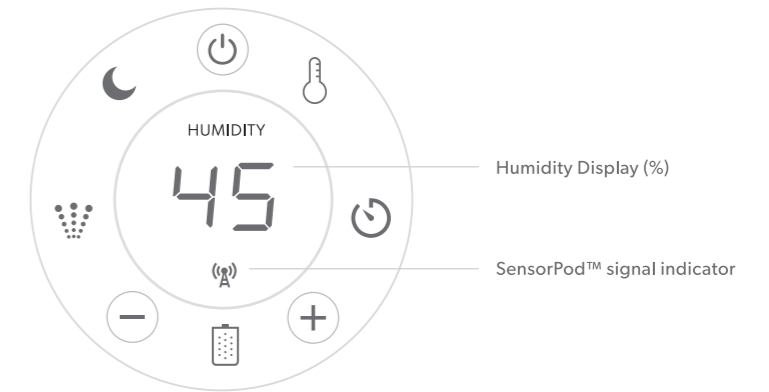 HUMIDITY
45
Humidity Display (%)
SensorPod™ signal indicator